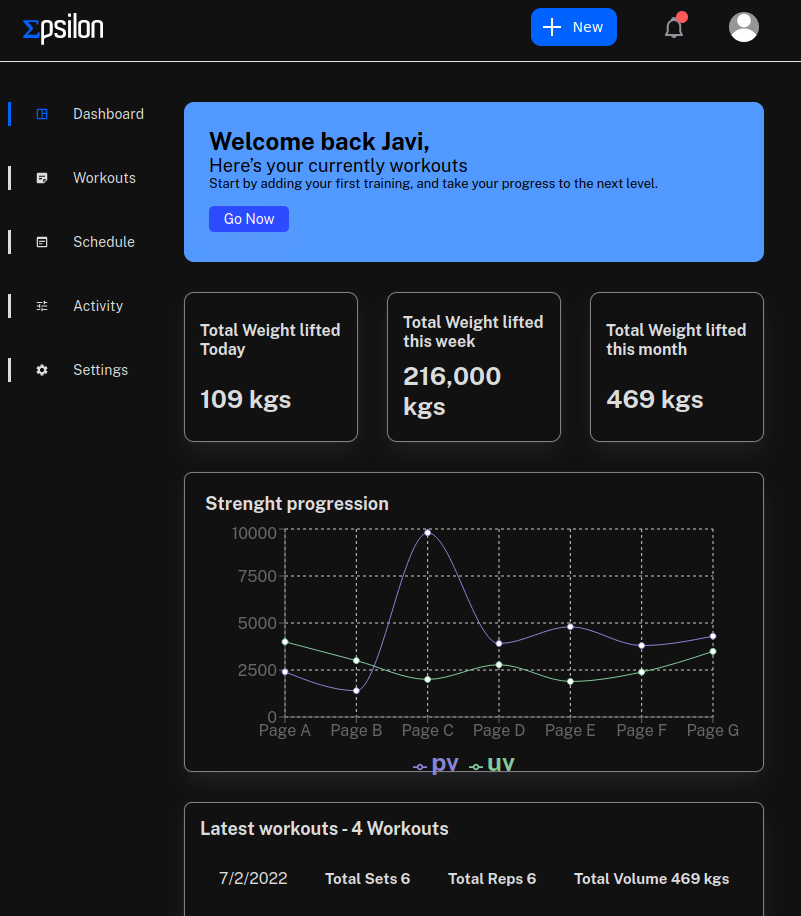 Σpsilon
New
Dashboard
Workouts
Schedule
Activity
Settings
Welcome back Javi,
Here's your currently workouts
Start by adding your first training, and take your progress to the next level.
Go Now
Total Weight lifted
Today
109 kgs
Total Weight lifted
this week
216,000
kgs
Total Weight lifted
this month
469 kgs
Strenght progression
10000
7500
5000
2500
0
Page A Page B Page C Page D Page E Page F Page G
pv uv
Latest workouts - 4 Workouts
7/2/2022 Total Sets 6 Total Reps 6 Total Volume 469 kgs